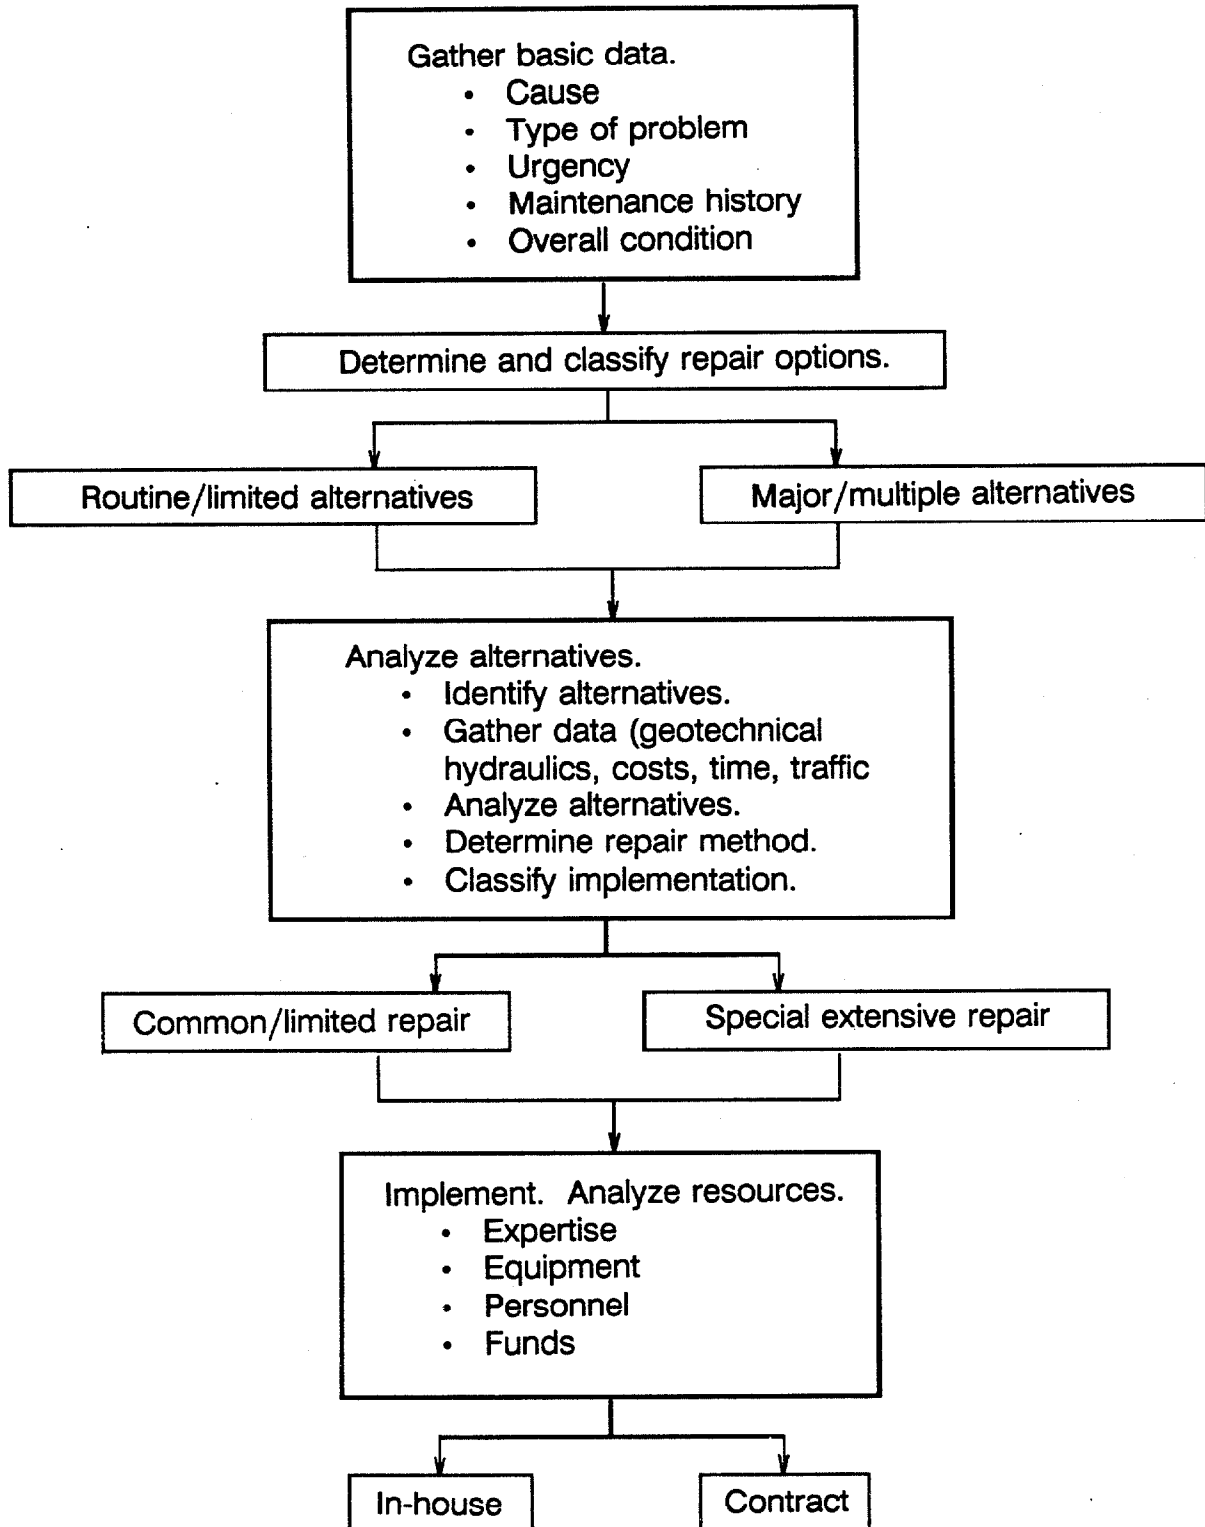 Gather basic data.
• Cause
• Type of problem
• Urgency
• Maintenance history
• Overall condition
Determine and classify repair options.
Routine/limited alternatives
Major/multiple alternatives
Analyze alternatives.
• Identify alternatives.
• Gather data (geotechnical
hydraulics, costs, time, traffic
• Analyze alternatives.
• Determine repair method.
• Classify implementation.
Common/limited repair
Special extensive repair
Implement. Analyze resources.
• Expertise
• Equipment
• Personnel
• Funds
In-house
Contract